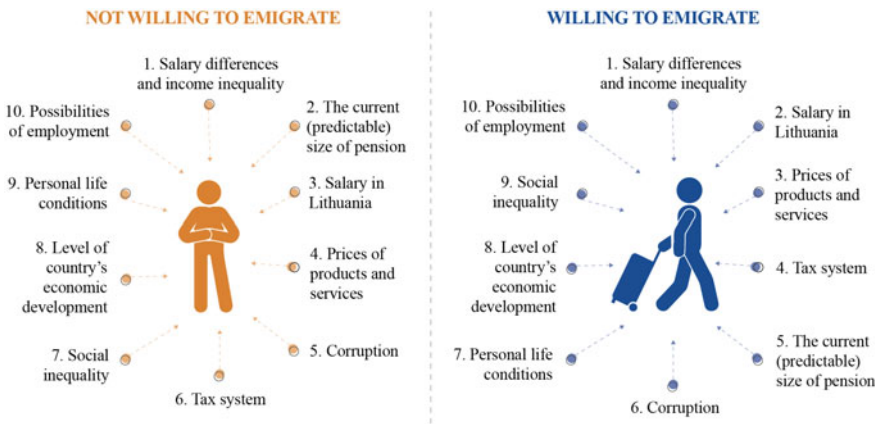 NOT WILLING TO EMIGRATE
1. Salary differences
and income inequality
2. The current
(predictable)
size of pension
3. Salary in
Lithuania
4. Prices of
products and
services
5. Corruption
6. Tax system
7. Social
inequality
8. Level of
country's
economic
development
9. Personal life
conditions
10. Possibilities
of employment
WILLING TO EMIGRATE
1. Salary differences
and income inequality
2. Salary in
Lithuania
3. Prices of
products and
services
4. Tax system
5. The current
(predictable)
size of pension
6. Corruption
7. Personal life
conditions
8. Level of
country's
economic
development
9. Social
inequality
10. Possibilities
of employment